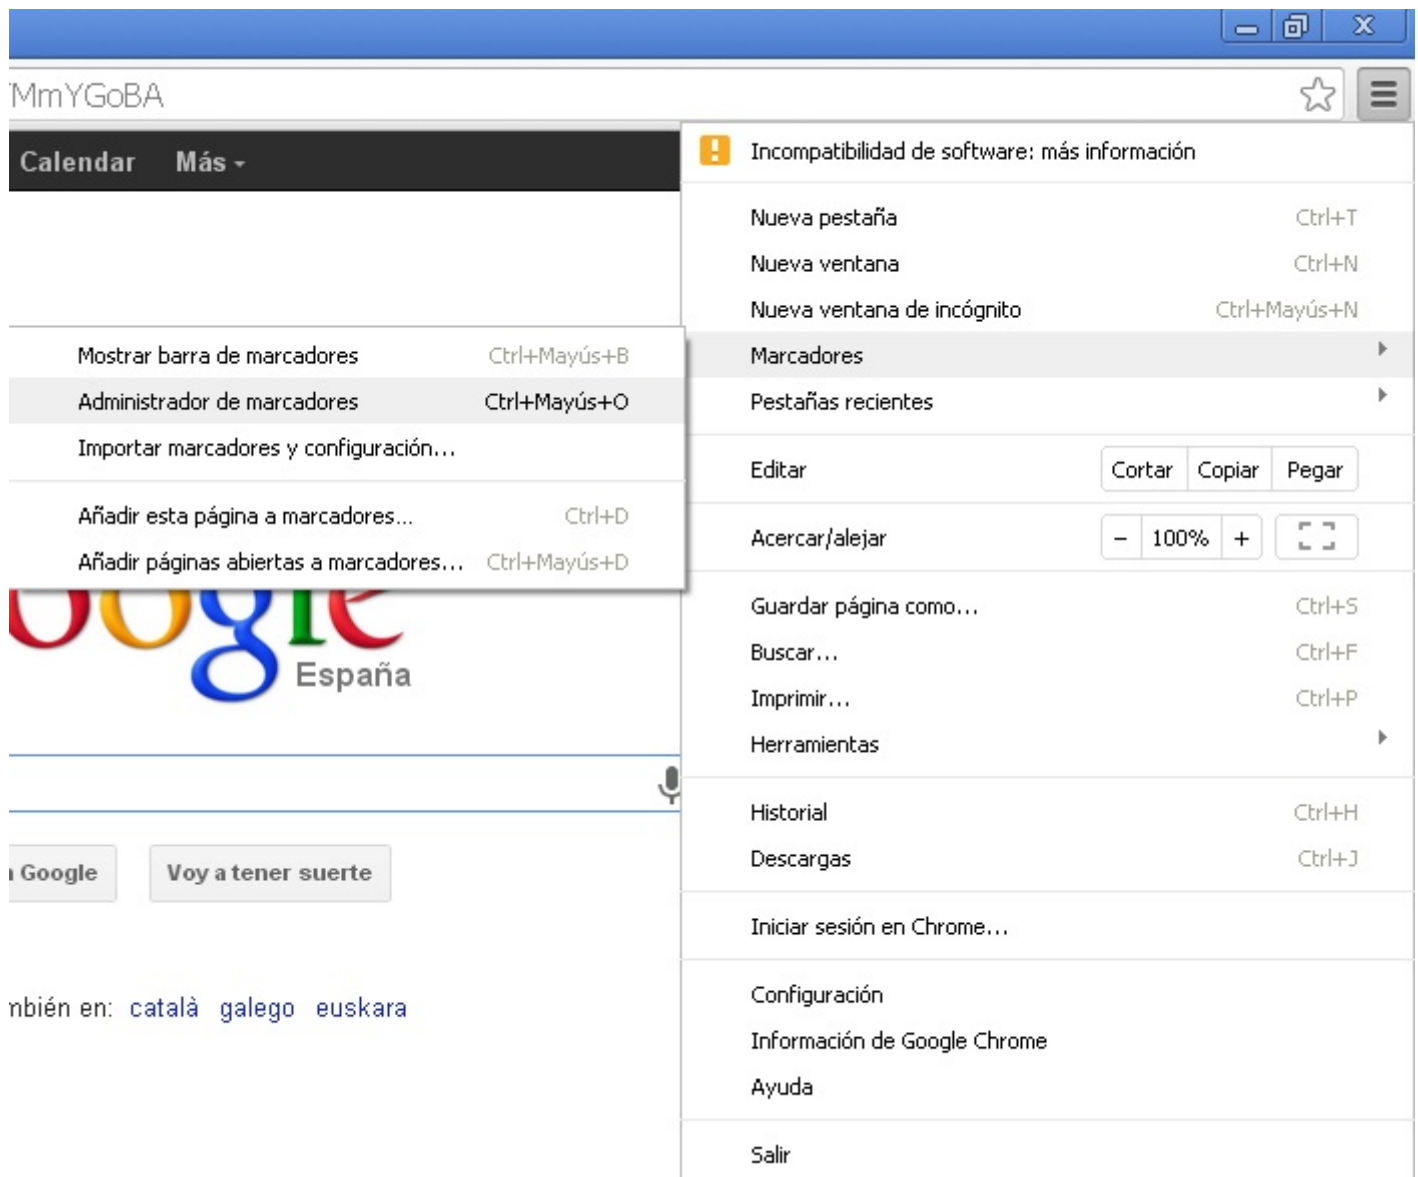 MmYGoBA
Calendar Más
Incompatibilidad de software: más información
Nueva pestaña Ctrl+T
Nueva ventana Ctrl+N
Nueva ventana de incógnito Ctrl+Mayús+N
Marcadores
Pestañas recientes
Mostrar barra de marcadores Ctrl+Mayús+B
Administrador de marcadores Ctrl+Mayús+O
Importar marcadores y configuración...
Añadir esta página a marcadores... Ctrl+D
Añadir páginas abiertas a marcadores... Ctrl+Mayús+D
Editar Cortar Copiar Pegar
Acercar/alejar - 100% +
Guardar página como... Ctrl+S
Buscar... Ctrl+F
Imprimir... Ctrl+P
Herramientas
Historial Ctrl+H
Descargas Ctrl+J
Iniciar sesión en Chrome...
Configuración
Información de Google Chrome
Ayuda
Salir
oogle
España
Google Voy a tener suerte
mbién en: català galego euskara